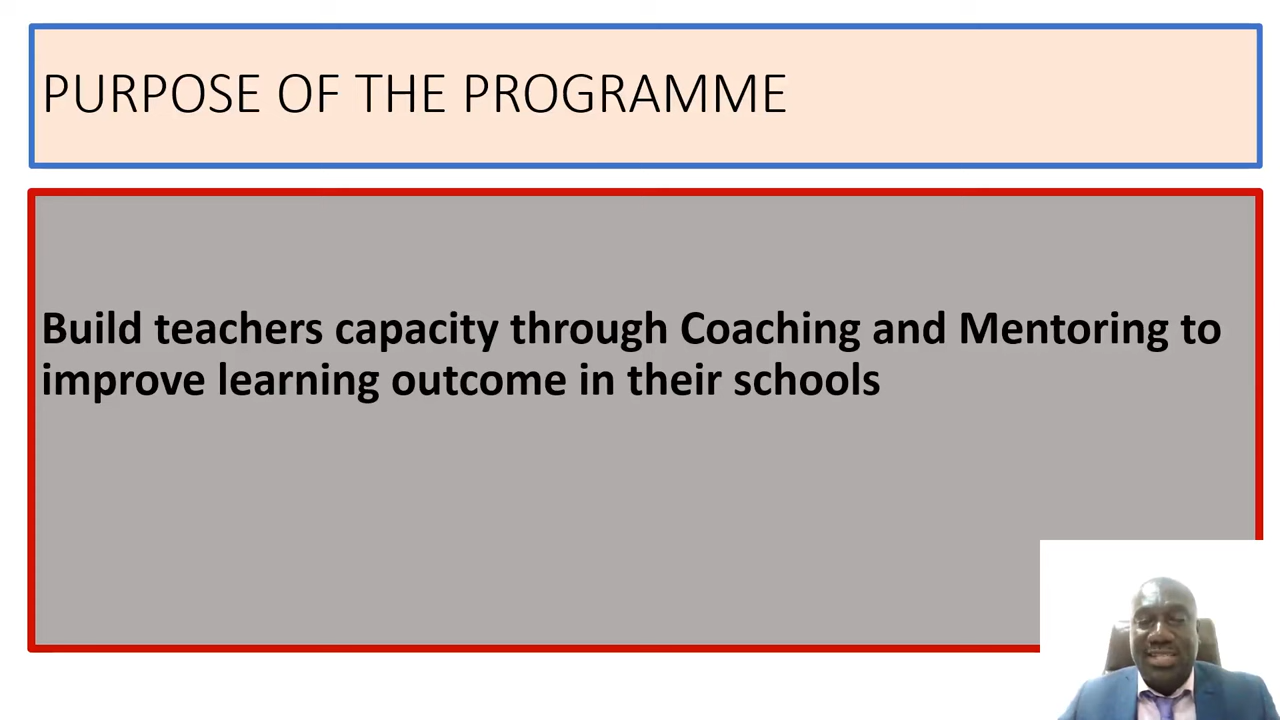 PURPOSE OF THE PROGRAMME
Build teachers capacity through Coaching and Mentoring to
improve learning outcome in their schools